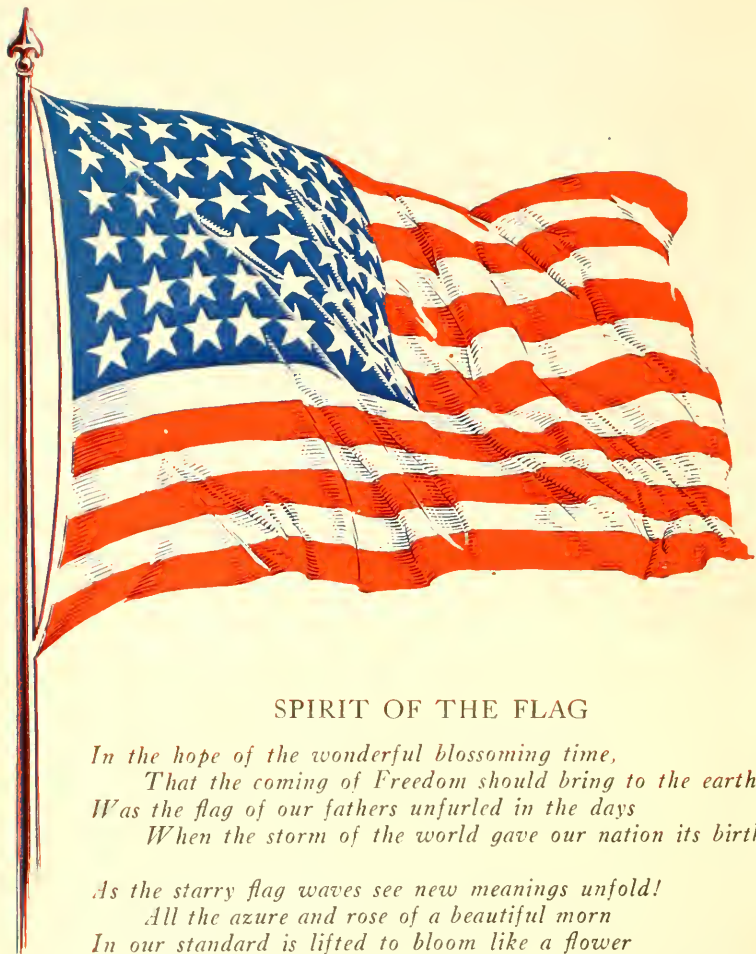 SPIRIT OF THE FLAG
In the hope of the wonderful blossoming time,
That the coming of Freedom should bring to the earth
Was the flag of our fathers unfurled in the days
When the storm of the world gave our nation its birt
As the starry flag waves see new meanings unfold!
All the azure and rose of a beautiful morn
In our standard is lifted to bloom like a flower